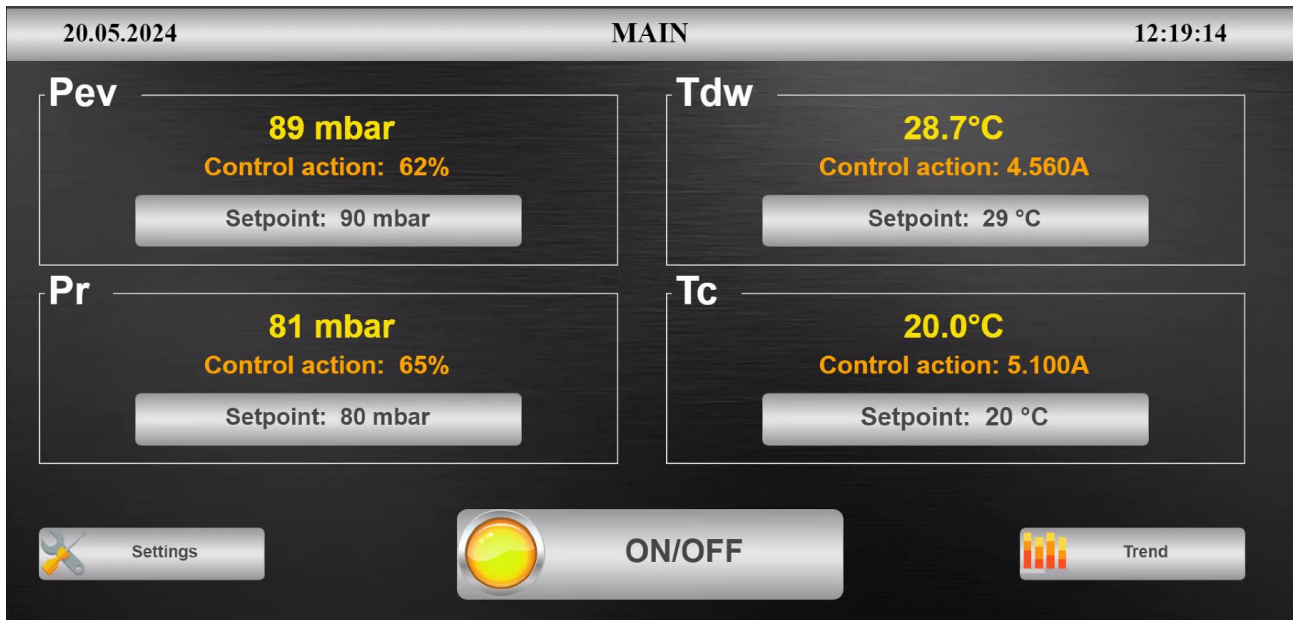 20.05.2024 MAIN 12:19:14
Pev
89 mbar
Control action: 62%
Setpoint: 90 mbar
Tdw
28.7°C
Control action: 4.560A
Setpoint: 29 °C
Pr
81 mbar
Control action: 65%
Setpoint: 80 mbar
Tc
20.0°C
Control action: 5.100A
Setpoint: 20 °C
Settings
ON/OFF
Trend